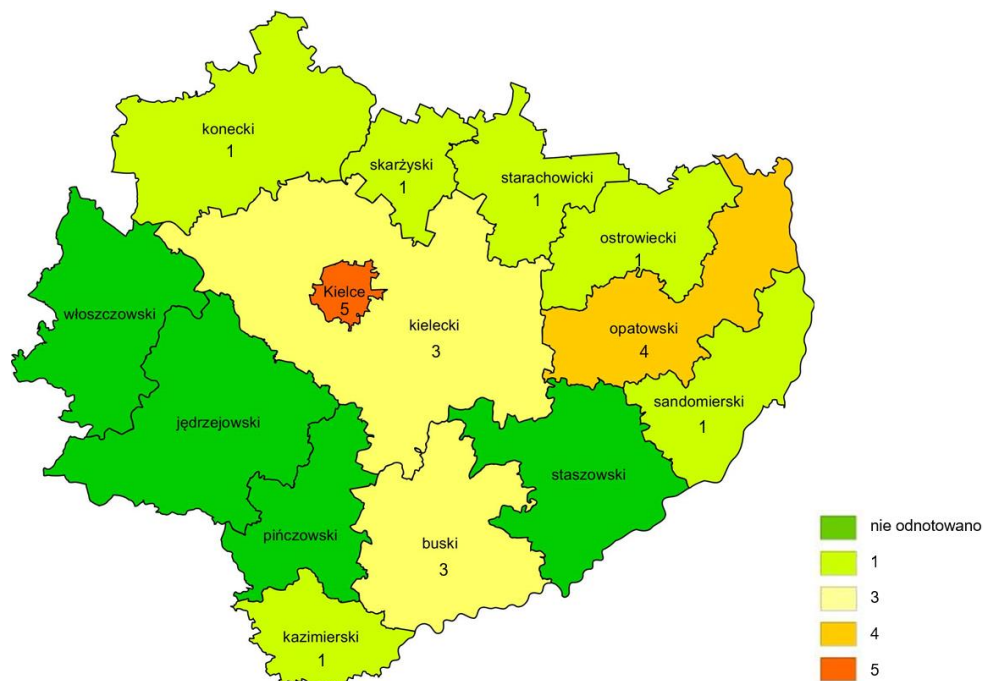 konecki
1
skarżyski
1
starachowicki
1
ostrowiecki
1
włoszczowski
Kielce
5
kielecki
3
opatowski
4
sandomierski
1
jędrzejowski
staszowski
pińczowski
buski
3
kazimierski
1
nie odnotowano
1
3
4
5